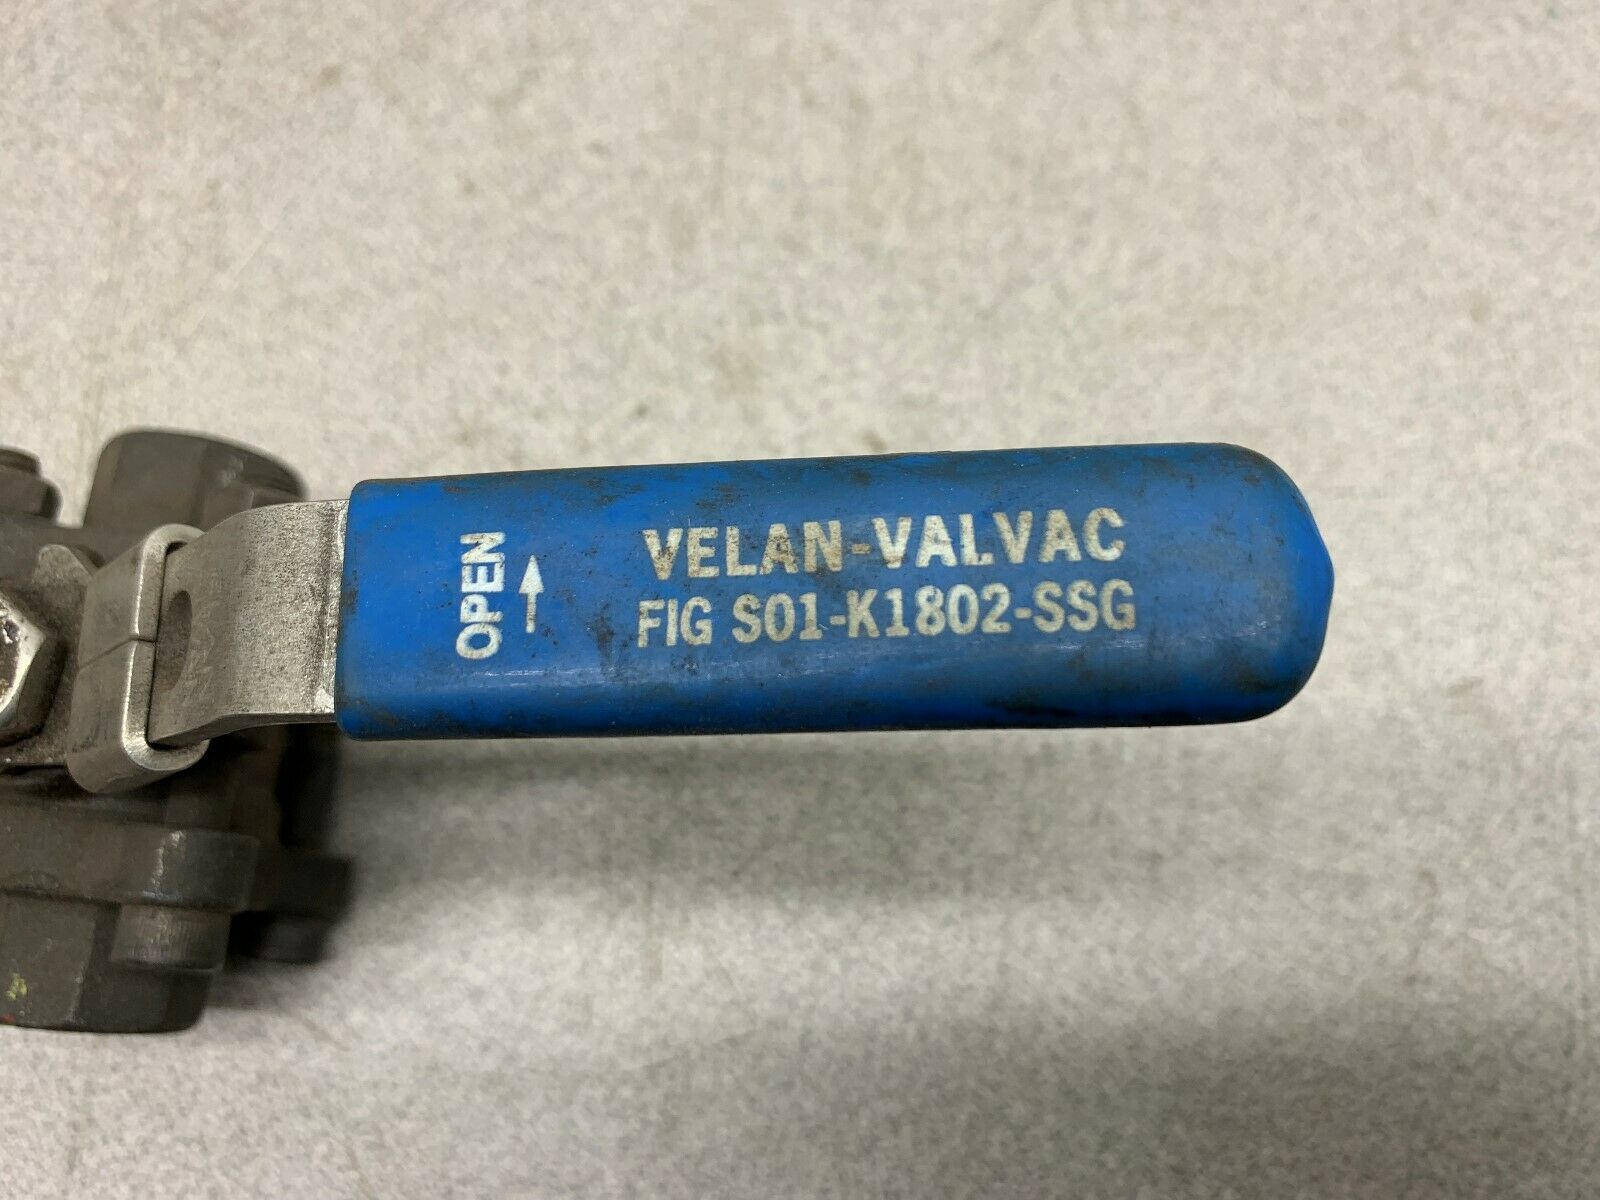 OPEN
VELAN-VALVAC
FIG S01-K1802-SSG